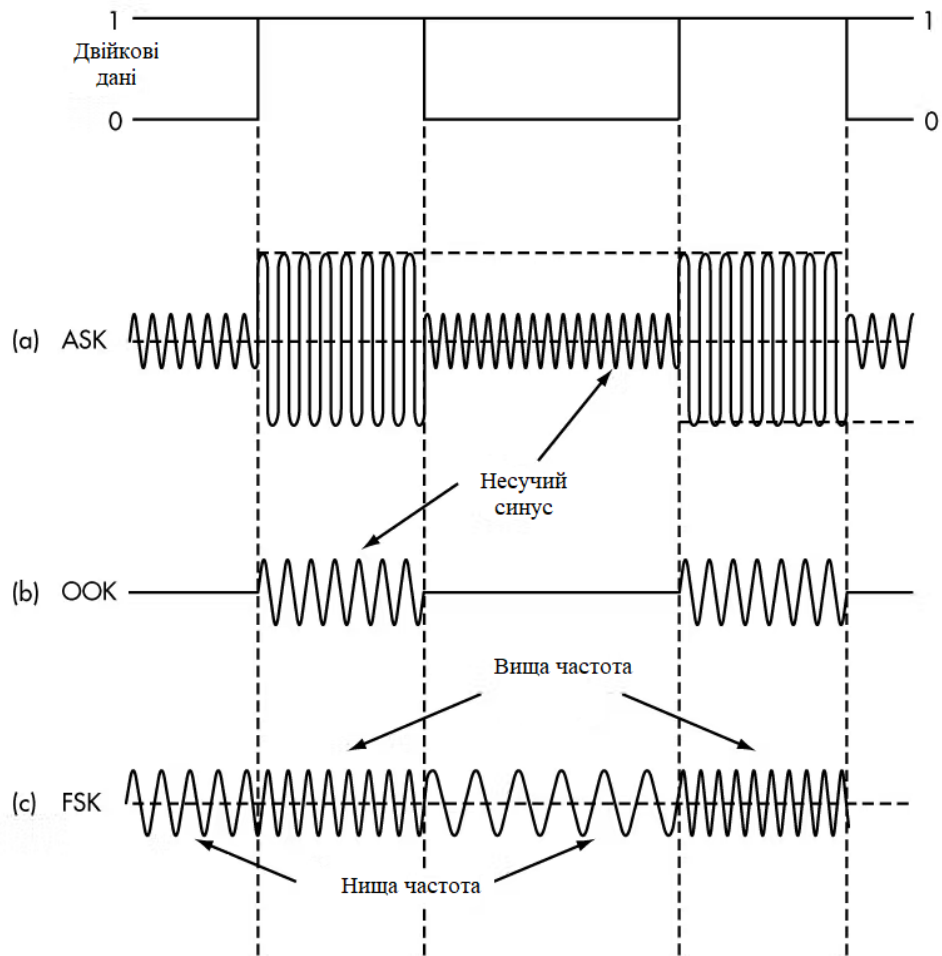 1 1
Двійкові
дані
0 0
(a) ASK
Несучий
синус
(b) OOK
Вища частота
(c) FSK
Нища частота